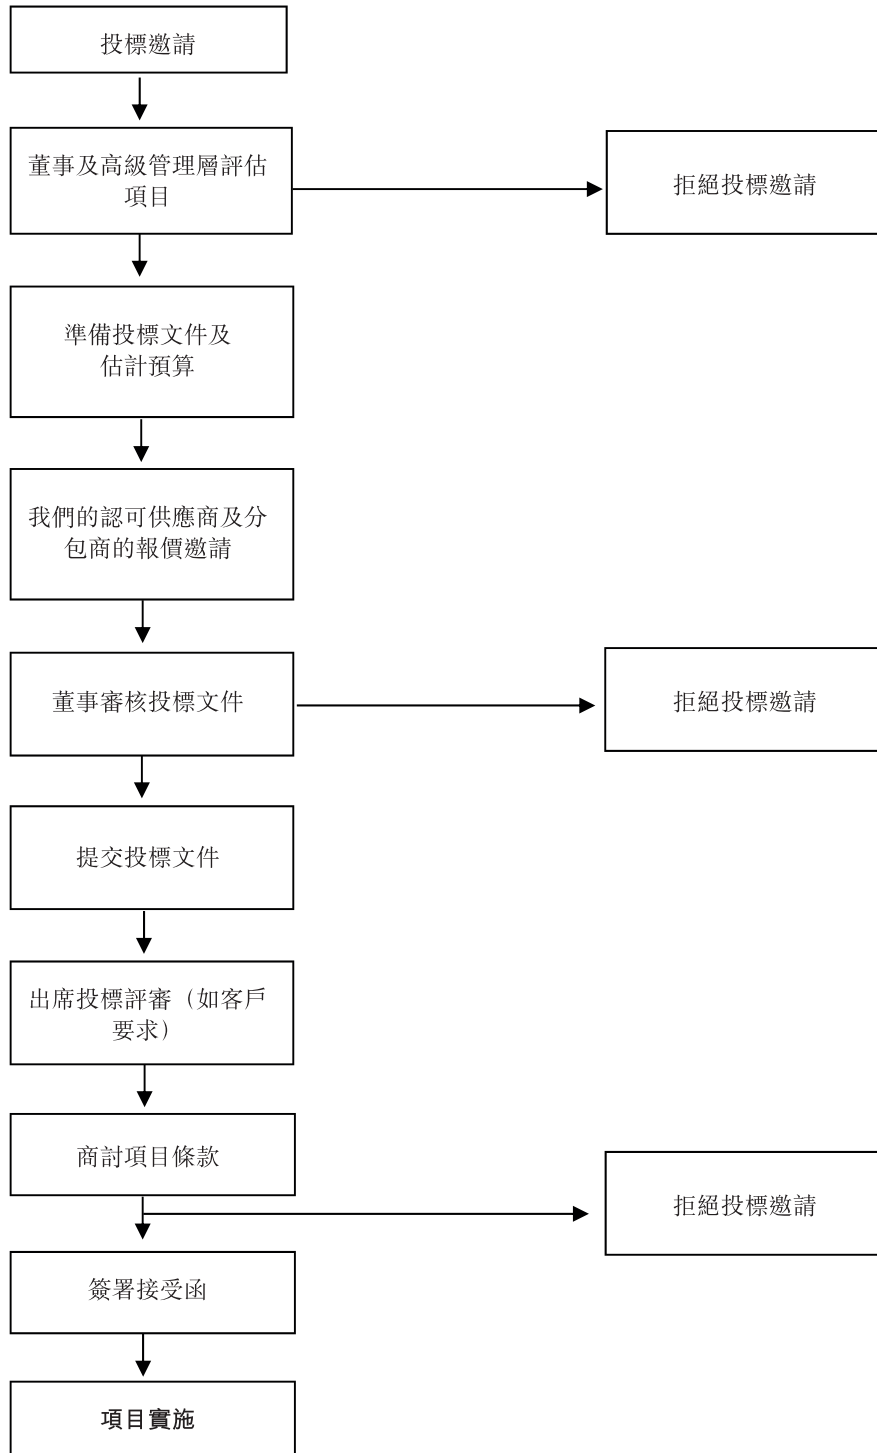 投標邀請
董事及高級管理層評估
項目
拒絕投標邀請
準備投標文件及
估計預算
我們的認可供應商及分
包商的報價邀請
董事審核投標文件
拒絕投標邀請
提交投標文件
出席投標評審（如客戶
要求）
商討項目條款
拒絕投標邀請
簽署接受函
項目實施